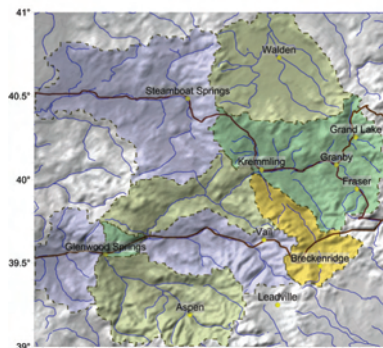 41°
Walden
40.5°
Steamboat Springs
Grand Lake
Granby
Kremmling
40°
Fraser
Vail
Glenwood Springs
Breckenridge
39.5°
Leadville
Aspen
39°